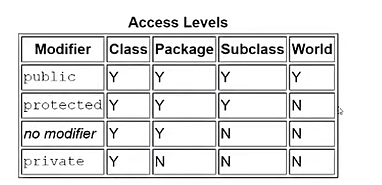 Access Levels
Modifier Class Package Subclass World
public Y Y Y Y
protected Y Y Y N
no modifier Y Y N N
private Y N N N